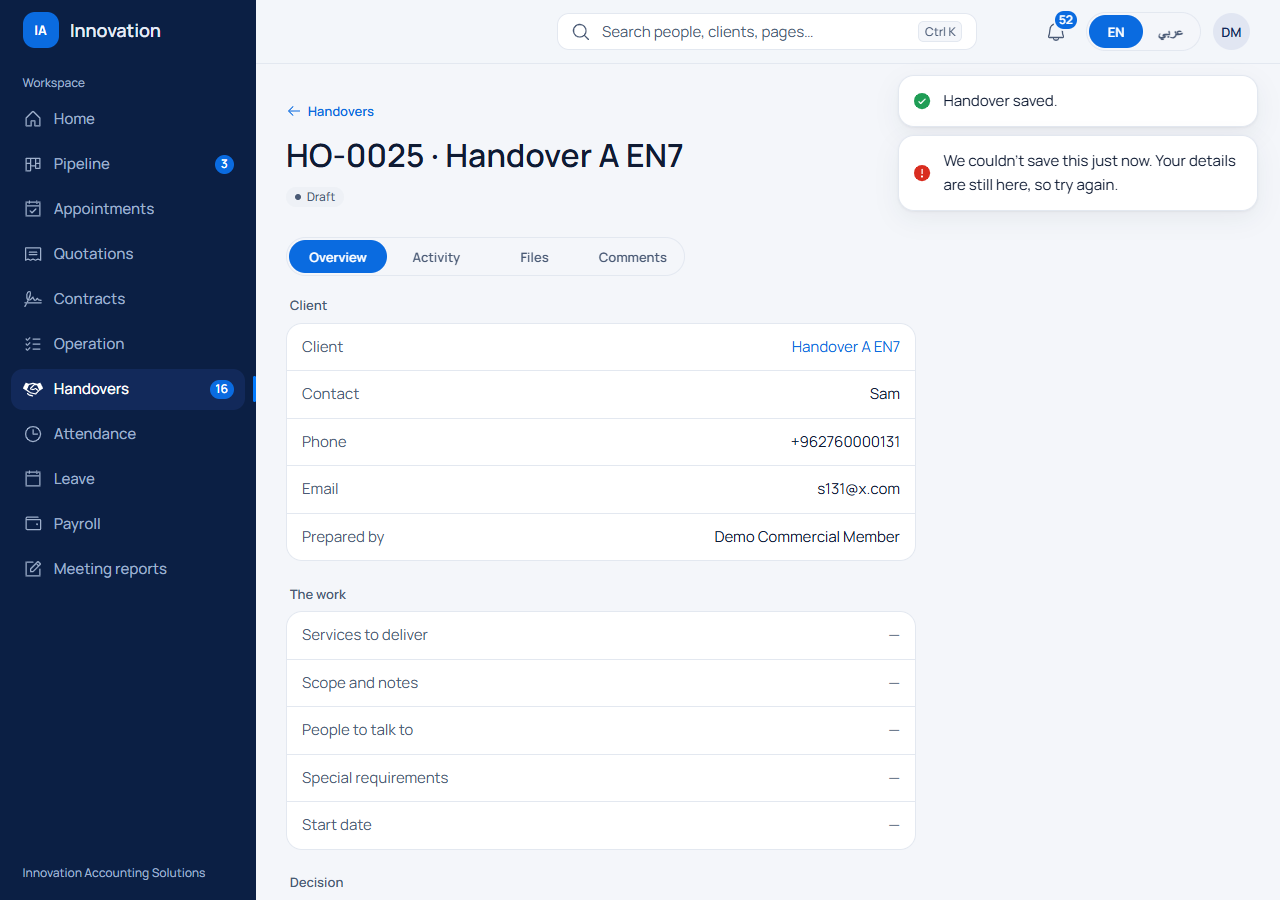 IA Innovation
Search people, clients, pages...
Ctrl K
52
EN
عربي
DM
Workspace
Home
Pipeline 3
Appointments
Quotations
Contracts
Operation
Handovers 16
Attendance
Leave
Payroll
Meeting reports
Innovation Accounting Solutions
← Handovers
HO-0025 · Handover A EN7
Draft
Handover saved.
We couldn't save this just now. Your details
are still here, so try again.
Overview Activity Files Comments
Client
Client Handover A EN7
Contact Sam
Phone +962760000131
Email s131@x.com
Prepared by Demo Commercial Member
The work
Services to deliver —
Scope and notes —
People to talk to —
Special requirements —
Start date —
Decision